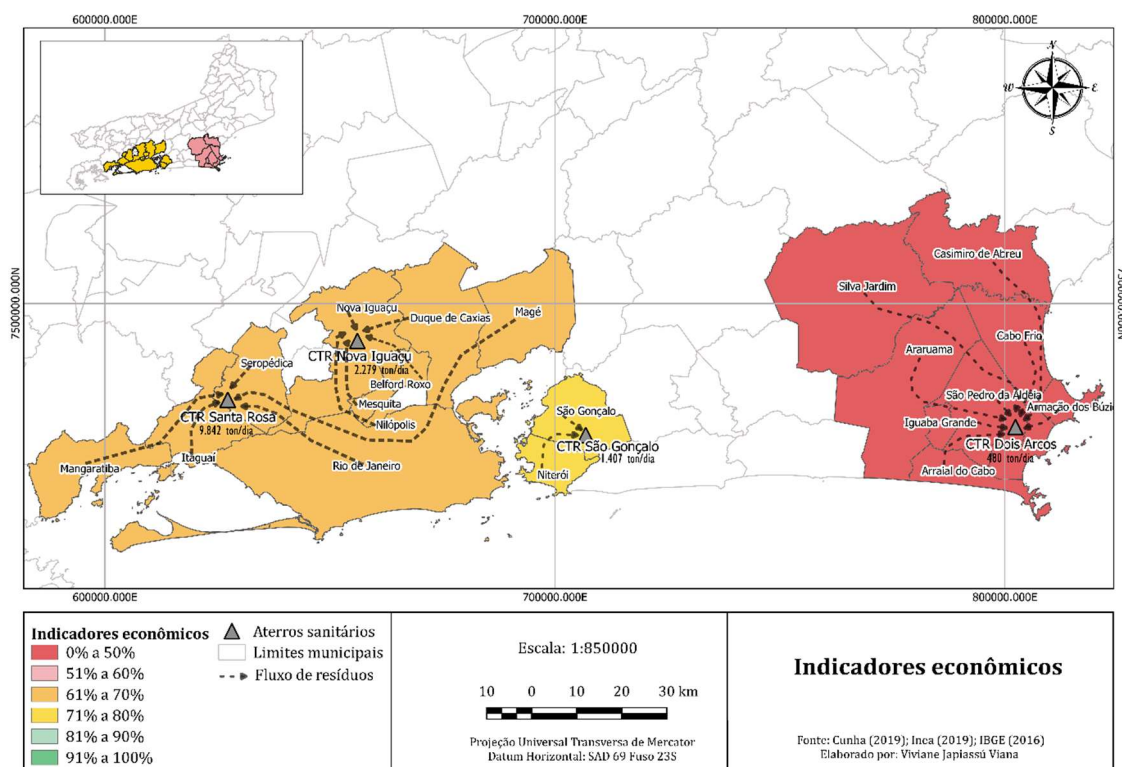 600000.000E
700000.000E
800000.000E
N
W
E
S
7500000.000N
7500000.000N
Casimiro de Abreu
Silva Jardim
Nova Iguaçu
Duque de Caxias
Magé
Cabo Frio
CTR Nova Iguaçu
2.279 ton/dia
Araruama
Seropédica
Belford Roxo
São Pedro da Aldeia
Mesquita
São Gonçalo
Armação dos Búzio
CTR Santa Rosa
9.842 ton/dia
Nilópolis
Iguaba Grande
CTR São Gonçalo
1.407 ton/dia
CTR Dois Arcos
480 ton/dia
Mangaratiba
Itaguaí
Rio de Janeiro
Niterói
Arraial do Cabo
600000.000E
700000.000E
800000.000E
Indicadores econômicos
0% a 50%
51% a 60%
61% a 70%
71% a 80%
81% a 90%
91% a 100%
Aterros sanitários
Limites municipais
Fluxo de resíduos
Escala: 1:850000
10 0 10 20 30 km
Projeção Universal Transversa de Mercator
Datum Horizontal: SAD 69 Fuso 23S
Indicadores econômicos
Fonte: Cunha (2019); Inca (2019); IBGE (2016)
Elaborado por: Viviane Japiassú Viana